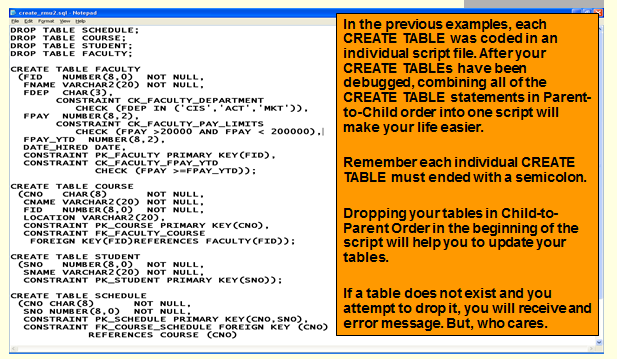 create_rmu2.sql - Notepad
File Edit Format View Help
DROP TABLE SCHEDULE;
DROP TABLE COURSE;
DROP TABLE STUDENT;
DROP TABLE FACULTY;
CREATE TABLE FACULTY
(FID NUMBER(8,0) NOT NULL,
FNAME VARCHAR2(20) NOT NULL,
FDEP CHAR(3),
CONSTRAINT CK_FACULTY_DEPARTMENT
CHECK (FDEP IN ('CIS','ACT','MKT')),
FPAY NUMBER(8,2),
CONSTRAINT CK_FACULTY_PAY_LIMITS
CHECK (FPAY >20000 AND FPAY < 200000),
FPAY_YTD NUMBER(8,2),
DATE_HIRED DATE,
CONSTRAINT PK_FACULTY PRIMARY KEY(FID),
CONSTRAINT CK_FACULTY_FPAY_YTD
CHECK (FPAY >=FPAY_YTD));
CREATE TABLE COURSE
(CNO CHAR(8) NOT NULL,
CNAME VARCHAR2(20) NOT NULL,
FID NUMBER(8,0) NOT NULL,
LOCATION VARCHAR2(20),
CONSTRAINT PK_COURSE PRIMARY KEY(CNO),
CONSTRAINT FK_FACULTY_COURSE
FOREIGN KEY(FID)REFERENCES FACULTY(FID));
CREATE TABLE STUDENT
(SNO NUMBER(8,0) NOT NULL,
SNAME VARCHAR2(20) NOT NULL,
CONSTRAINT PK_STUDENT PRIMARY KEY(SNO));
CREATE TABLE SCHEDULE
(CNO CHAR(8) NOT NULL,
SNO NUMBER(8,0) NOT NULL,
CONSTRAINT PK_SCHEDULE PRIMARY KEY(CNO,SNO),
CONSTRAINT FK_COURSE_SCHEDULE FOREIGN KEY (CNO)
REFERENCES COURSE (CNO)
In the previous examples, each
CREATE TABLE was coded in an
individual script file. After your
CREATE TABLEs have been
debugged, combining all of the
CREATE TABLE statements in Parent-
to-Child order into one script will
make your life easier.
Remember each individual CREATE
TABLE must ended with a semicolon.
Dropping your tables in Child-to-
Parent Order in the beginning of the
script will help you to update your
tables.
If a table does not exist and you
attempt to drop it, you will receive and
error message. But, who cares.